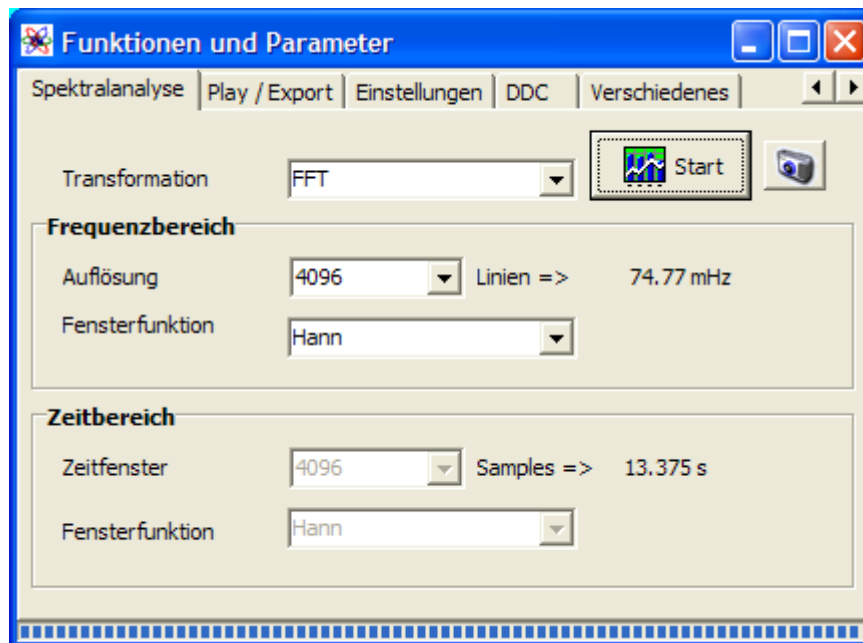 Funktionen und Parameter
Spektralanalyse Play / Export Einstellungen DDC Verschiedenes
Transformation FFT Start
Frequenzbereich
Auflösung 4096 Linien => 74.77 mHz
Fensterfunktion Hann
Zeitbereich
Zeitfenster 4096 Samples => 13.375 s
Fensterfunktion Hann